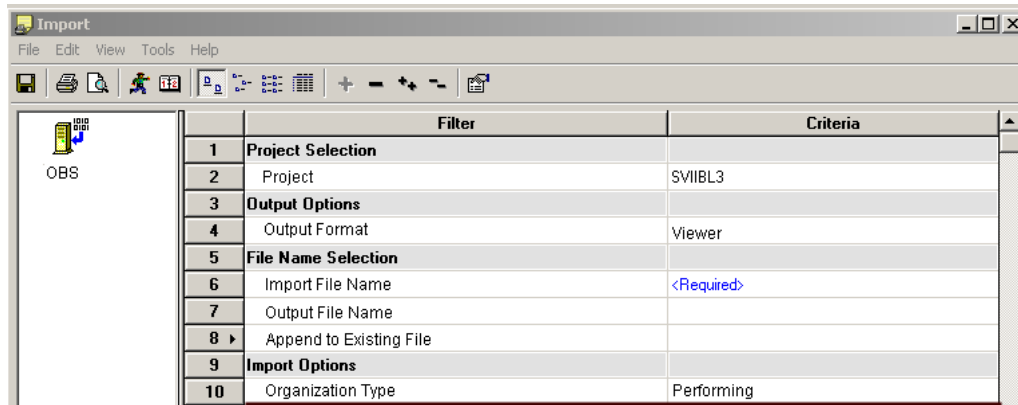 Import
File Edit View Tools Help
OBS
Filter Criteria
1 Project Selection
2 Project SVIIBL3
3 Output Options
4 Output Format Viewer
5 File Name Selection
6 Import File Name <Required>
7 Output File Name
8 Append to Existing File
9 Import Options
10 Organization Type Performing